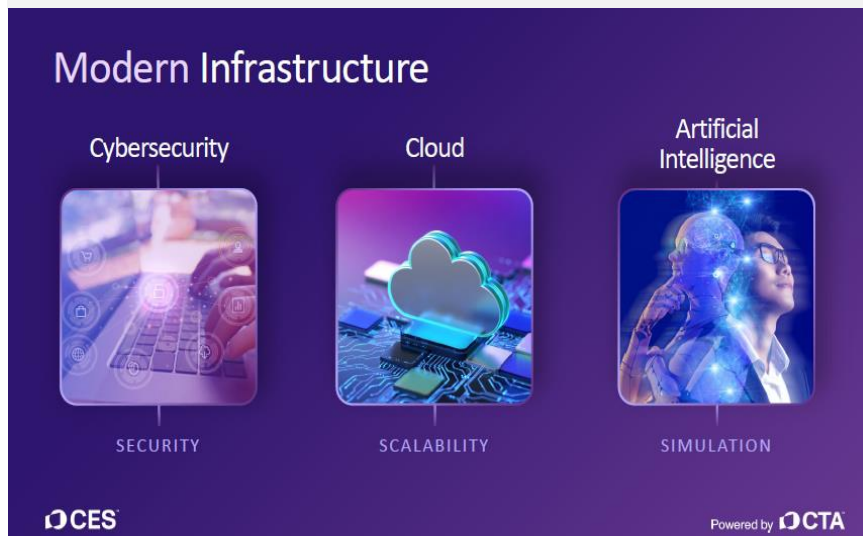 Modern Infrastructure
Cybersecurity
Cloud
Artificial
Intelligence
SECURITY
SCALABILITY
SIMULATION
CES
Powered by CTA